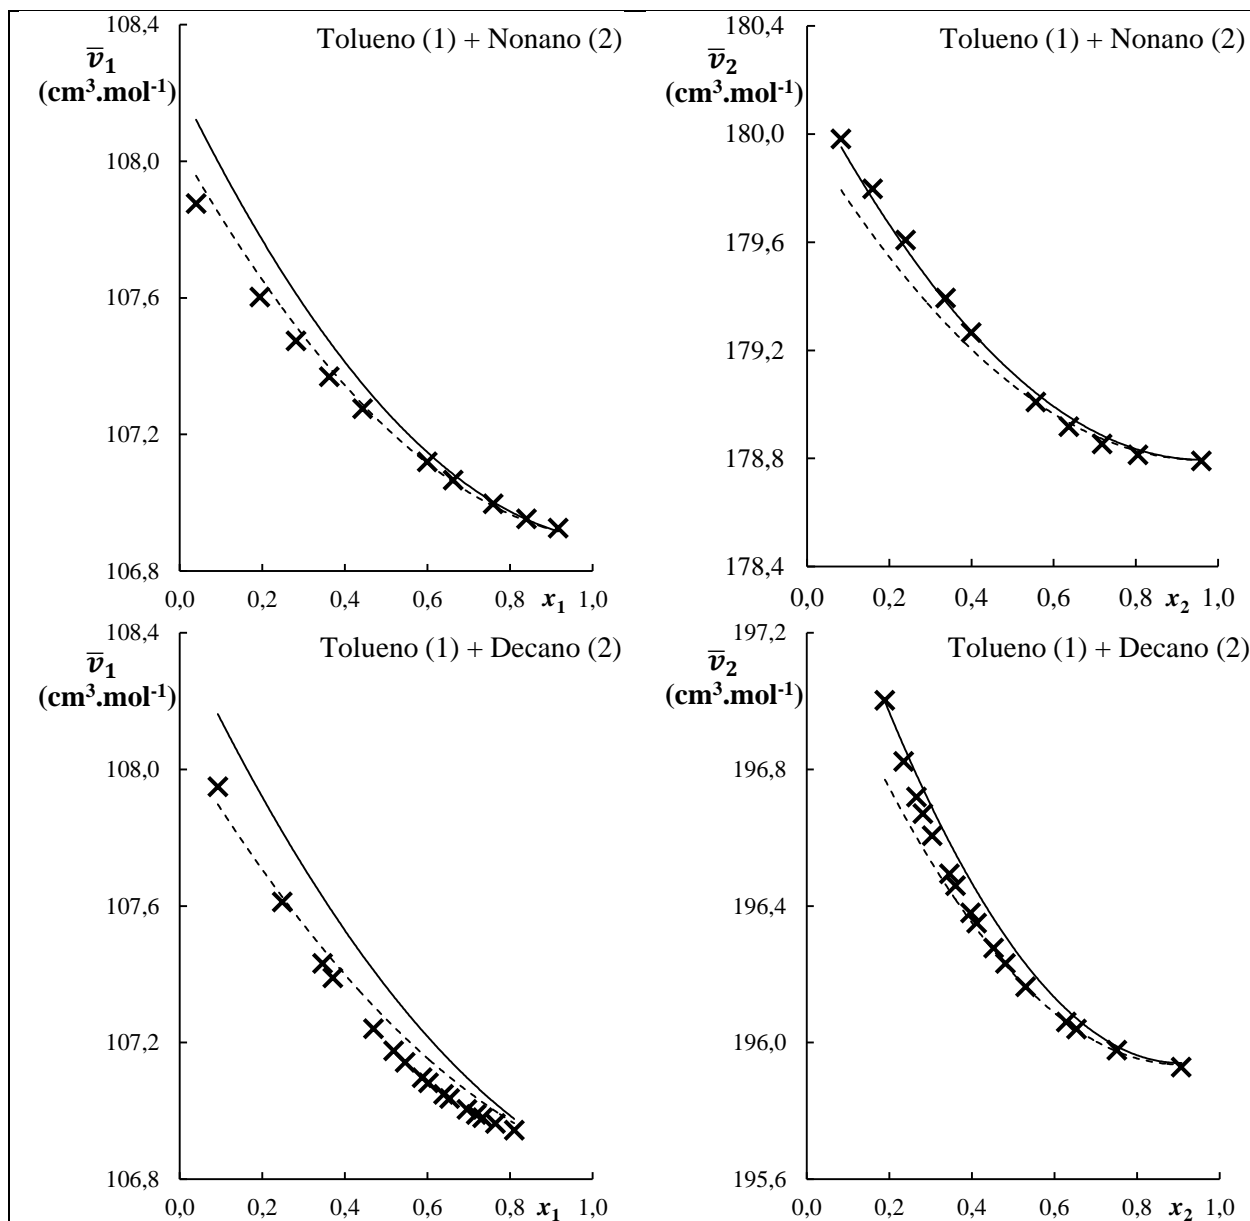 Tolueno (1) + Nonano (2)
v̅₁
(cm³.mol⁻¹)
108,4
108,0
107,6
107,2
106,8
0,0 0,2 0,4 0,6 0,8 x₁ 1,0
Tolueno (1) + Nonano (2)
v̅₂
(cm³.mol⁻¹)
180,4
180,0
179,6
179,2
178,8
178,4
0,0 0,2 0,4 0,6 0,8 x₂ 1,0
Tolueno (1) + Decano (2)
v̅₁
(cm³.mol⁻¹)
108,4
108,0
107,6
107,2
106,8
0,0 0,2 0,4 0,6 0,8 x₁ 1,0
Tolueno (1) + Decano (2)
v̅₂
(cm³.mol⁻¹)
197,2
196,8
196,4
196,0
195,6
0,0 0,2 0,4 0,6 0,8 x₂ 1,0